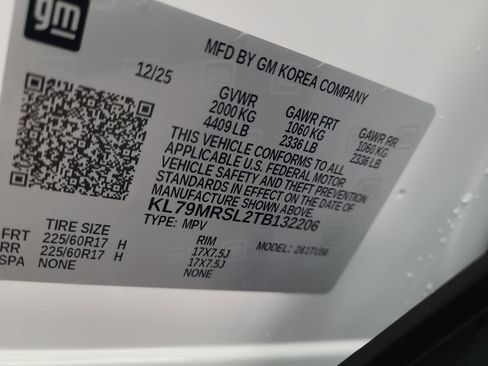 gm
MFD BY GM KOREA COMPANY
12/25
GVWR GAWR FRT GAWR RR
2000 KG 1060 KG 1060 KG
4409 LB 2336 LB 2336 LB
THIS VEHICLE CONFORMS TO ALL
APPLICABLE U.S. FEDERAL MOTOR
VEHICLE SAFETY AND THEFT PREVENTION
STANDARDS IN EFFECT ON THE DATE OF
MANUFACTURE SHOWN ABOVE.
KL79MRSL2TB132206
TYPE: MPV MODEL: 281TU56
TIRE SIZE RIM
FRT 225/60R17 H 17X7.5J
RR 225/60R17 H 17X7.5J
SPA NONE NONE